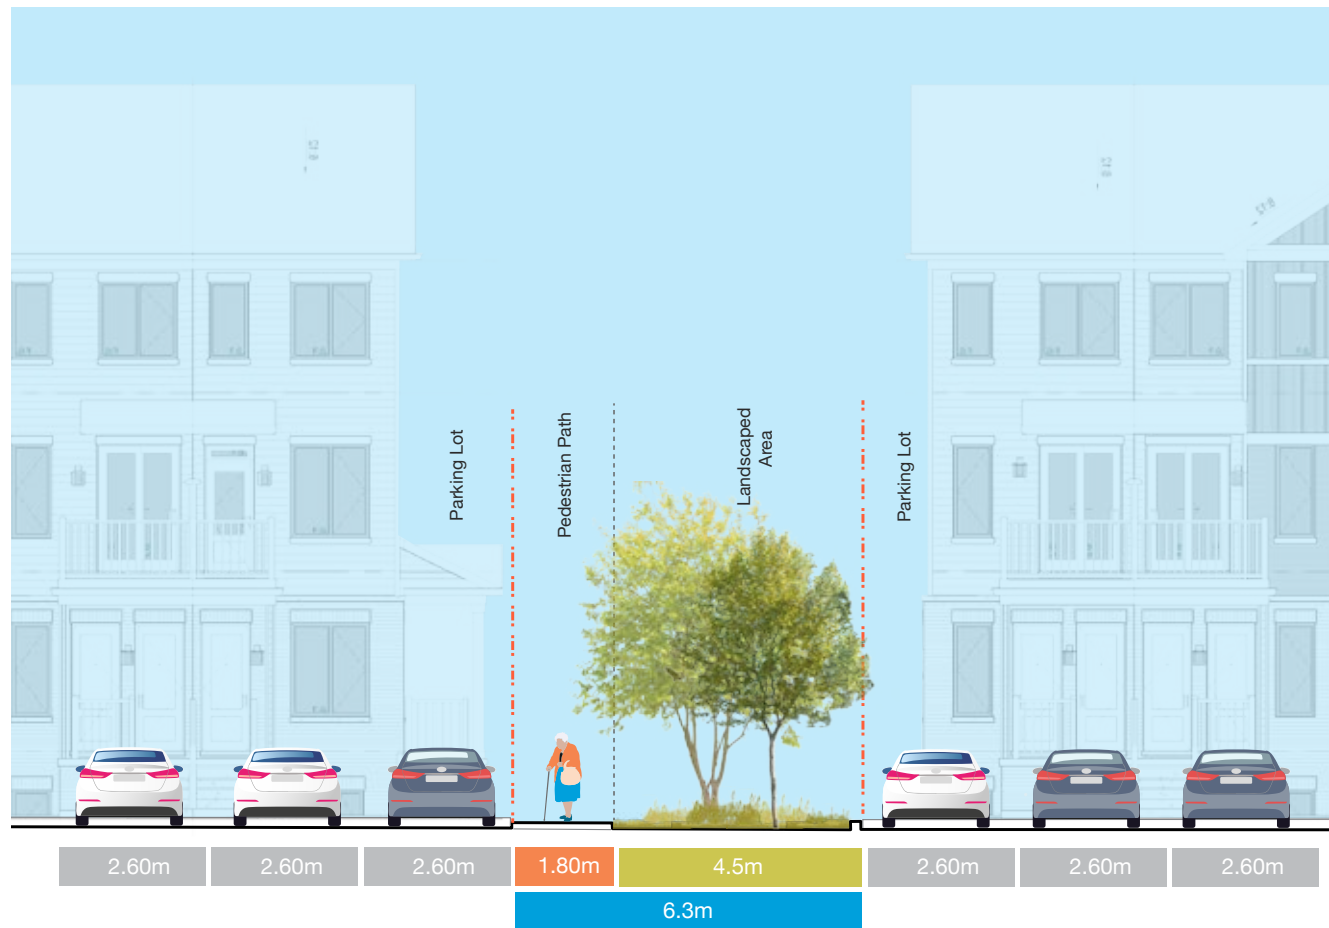 Parking Lot
Pedestrian Path
Landscaped
Area
Parking Lot
2.60m
2.60m
2.60m
1.80m
4.5m
2.60m
2.60m
2.60m
6.3m